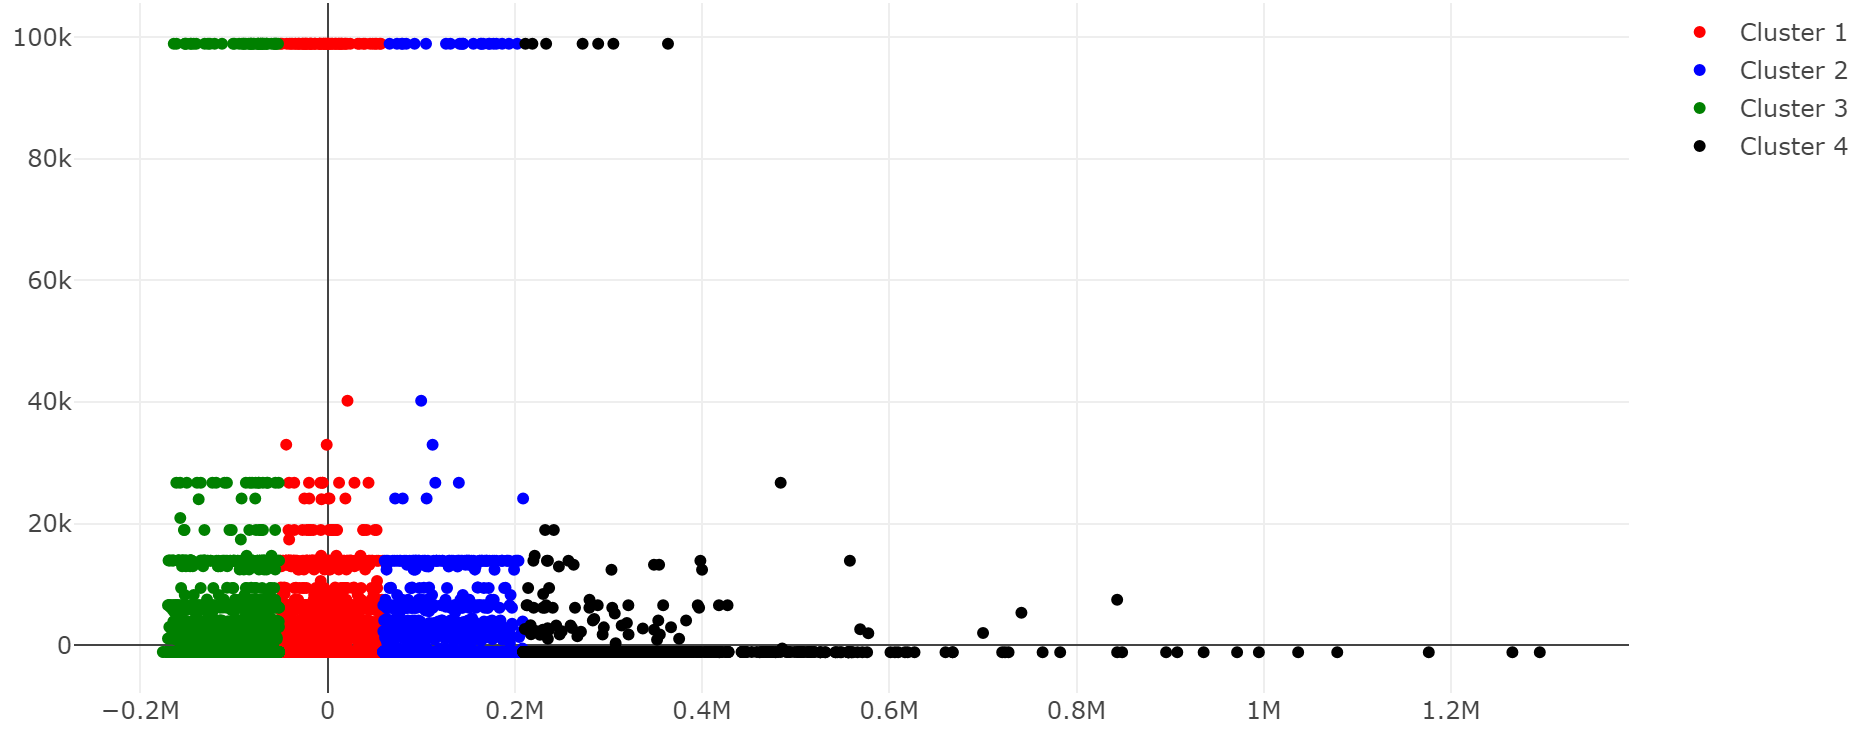 100k
80k
60k
40k
20k
0
−0.2M 0 0.2M 0.4M 0.6M 0.8M 1M 1.2M
Cluster 1
Cluster 2
Cluster 3
Cluster 4